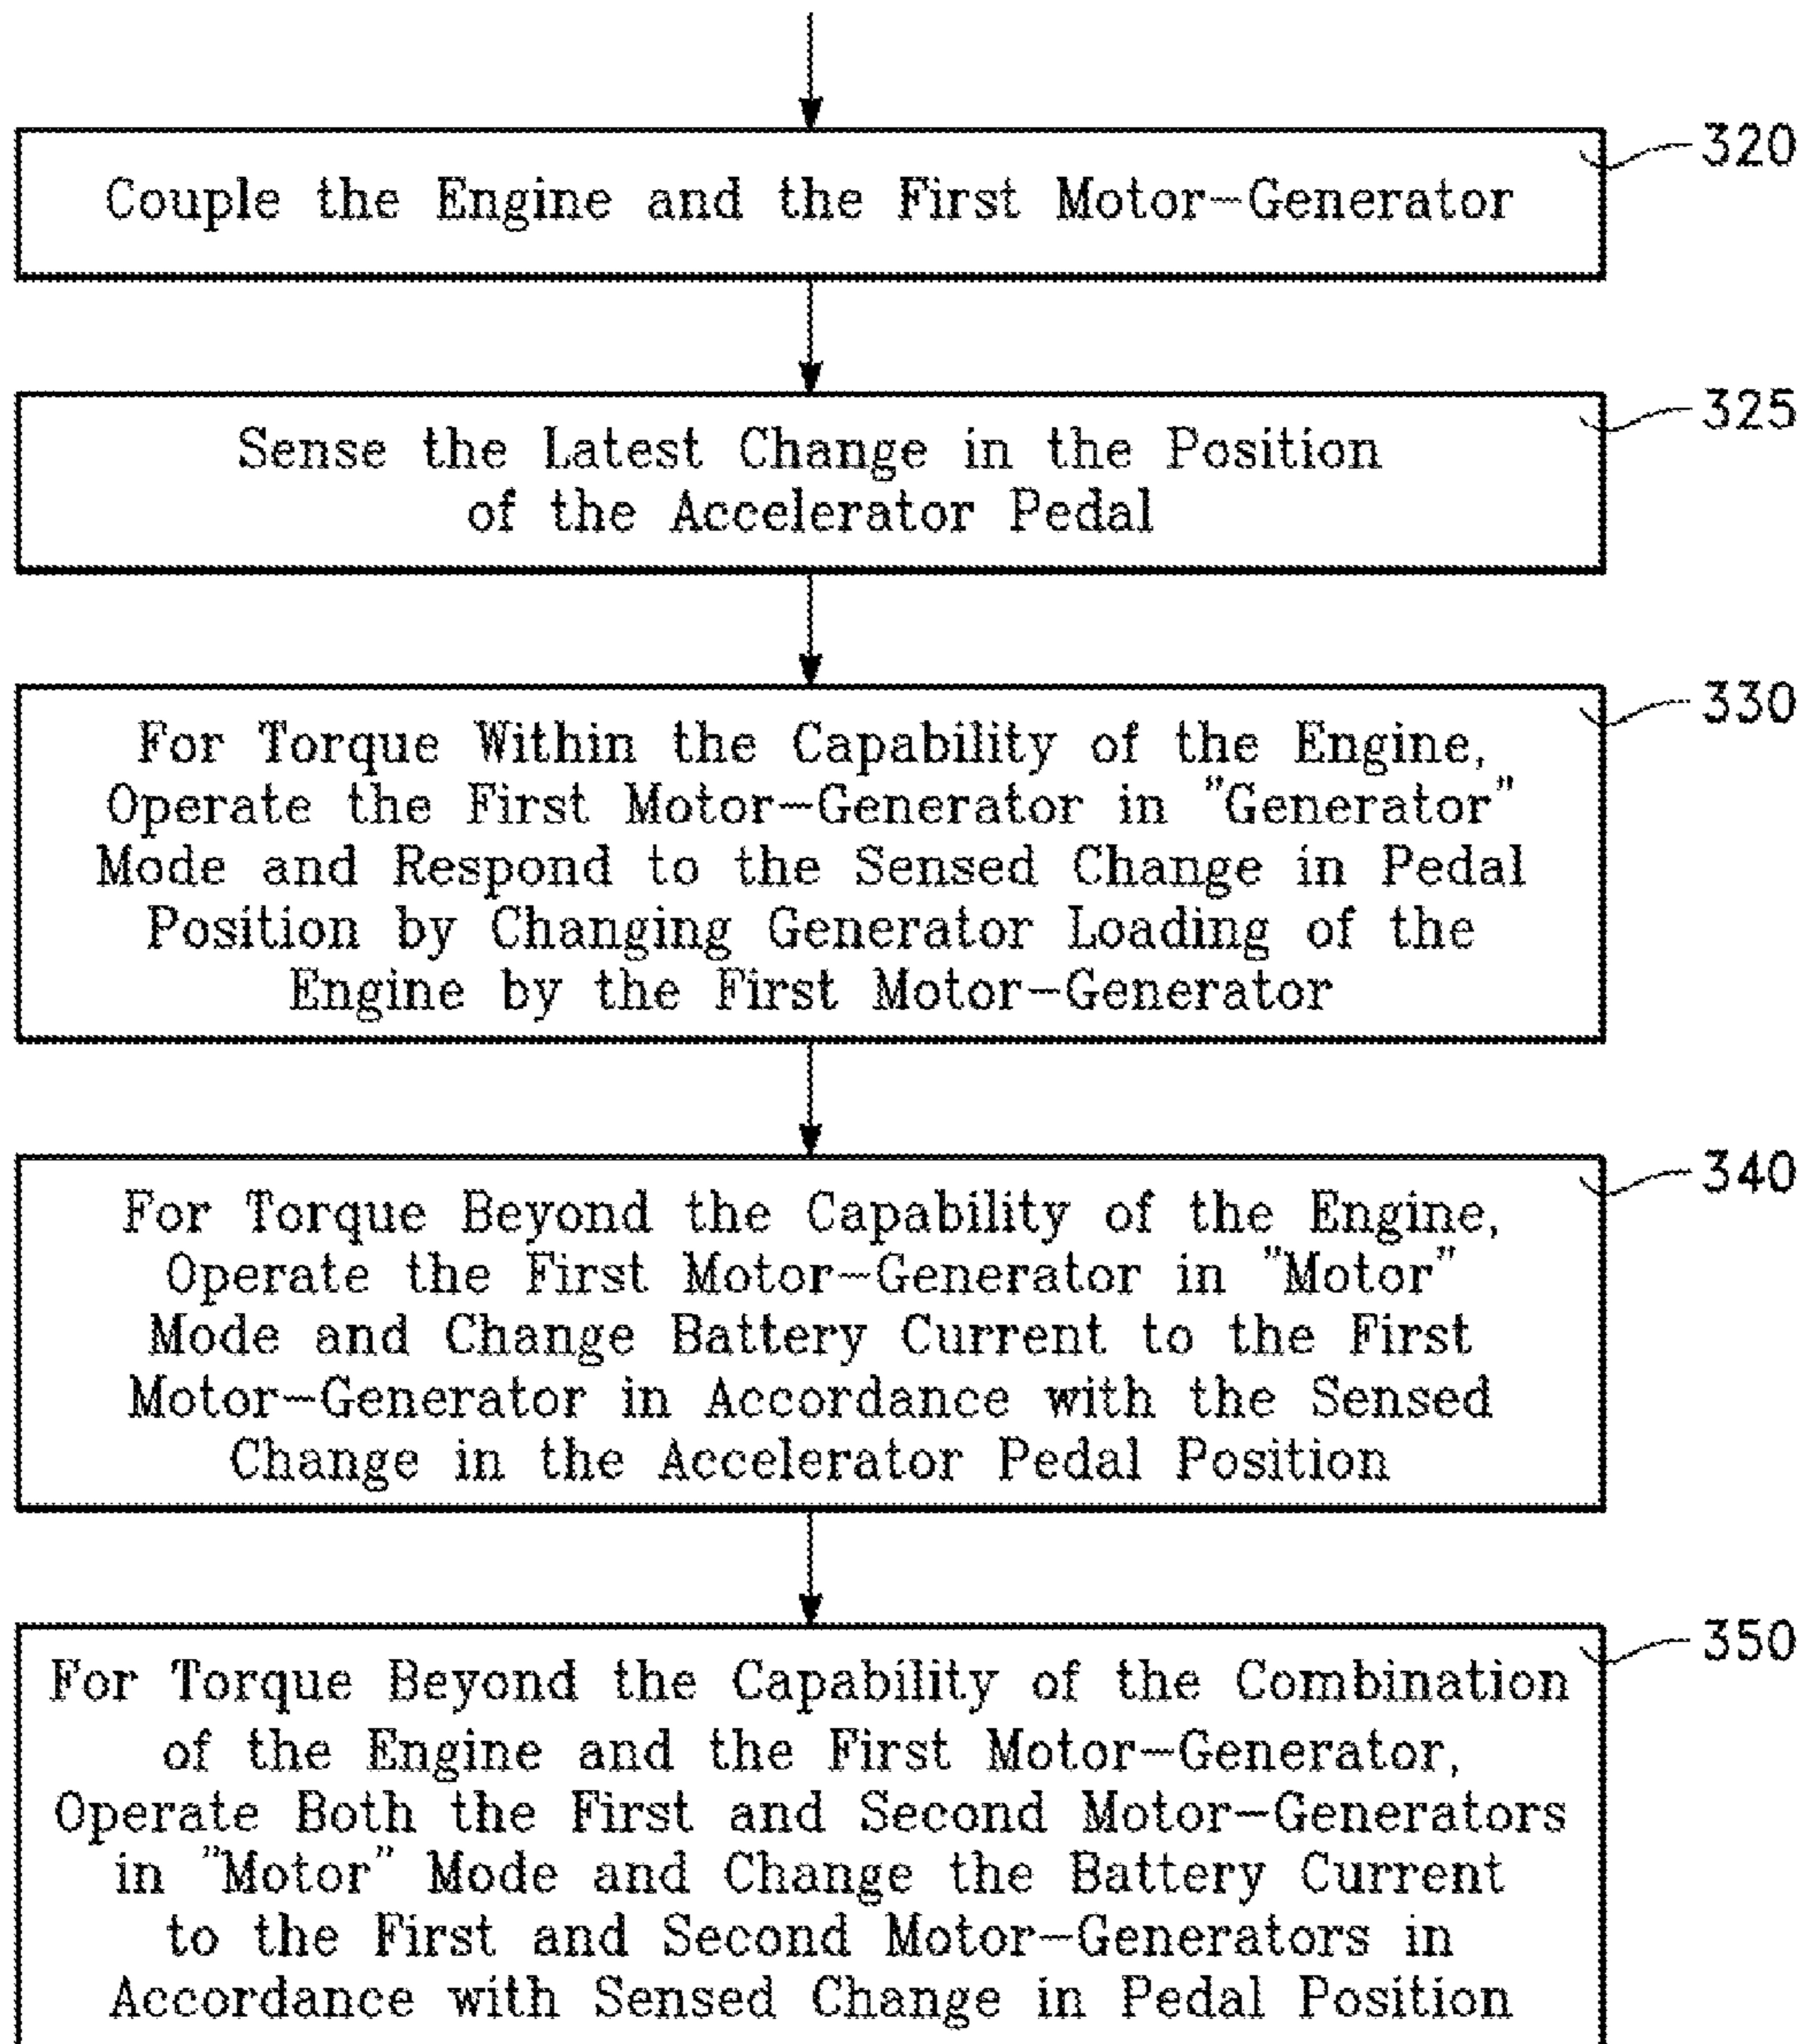 320
Couple the Engine and the First Motor-Generator
325
Sense the Latest Change in the Position
of the Accelerator Pedal
330
For Torque Within the Capability of the Engine,
Operate the First Motor-Generator in "Generator"
Mode and Respond to the Sensed Change in Pedal
Position by Changing Generator Loading of the
Engine by the First Motor-Generator
340
For Torque Beyond the Capability of the Engine,
Operate the First Motor-Generator in "Motor"
Mode and Change Battery Current to the First
Motor-Generator in Accordance with the Sensed
Change in the Accelerator Pedal Position
350
For Torque Beyond the Capability of the Combination
of the Engine and the First Motor-Generator,
Operate Both the First and Second Motor-Generators
in "Motor" Mode and Change the Battery Current
to the First and Second Motor-Generators in
Accordance with Sensed Change in Pedal Position